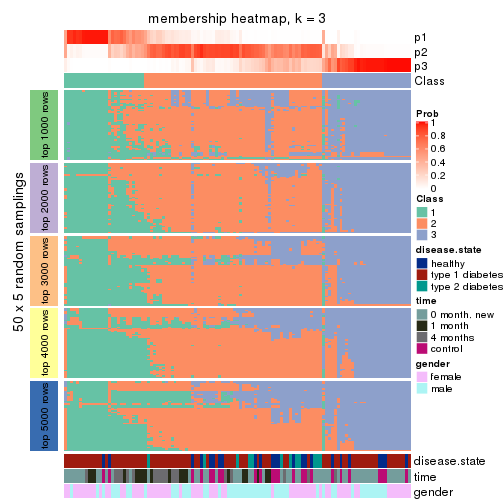 membership heatmap, k = 3
p1
p2
p3
Class
50 x 5 random samplings
top 1000 rows
top 2000 rows
top 3000 rows
top 4000 rows
top 5000 rows
Prob
1
0.8
0.6
0.4
0.2
0
Class
1
2
3
disease.state
healthy
type 1 diabetes
type 2 diabetes
time
0 month. new
1 month
4 months
control
gender
female
male
disease.state
time
gender